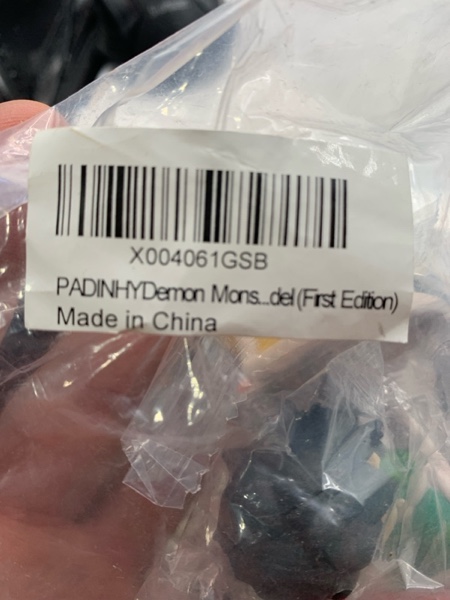 X004061GSB
PADINHYDemon Mons...del (First Edition)
Made in China